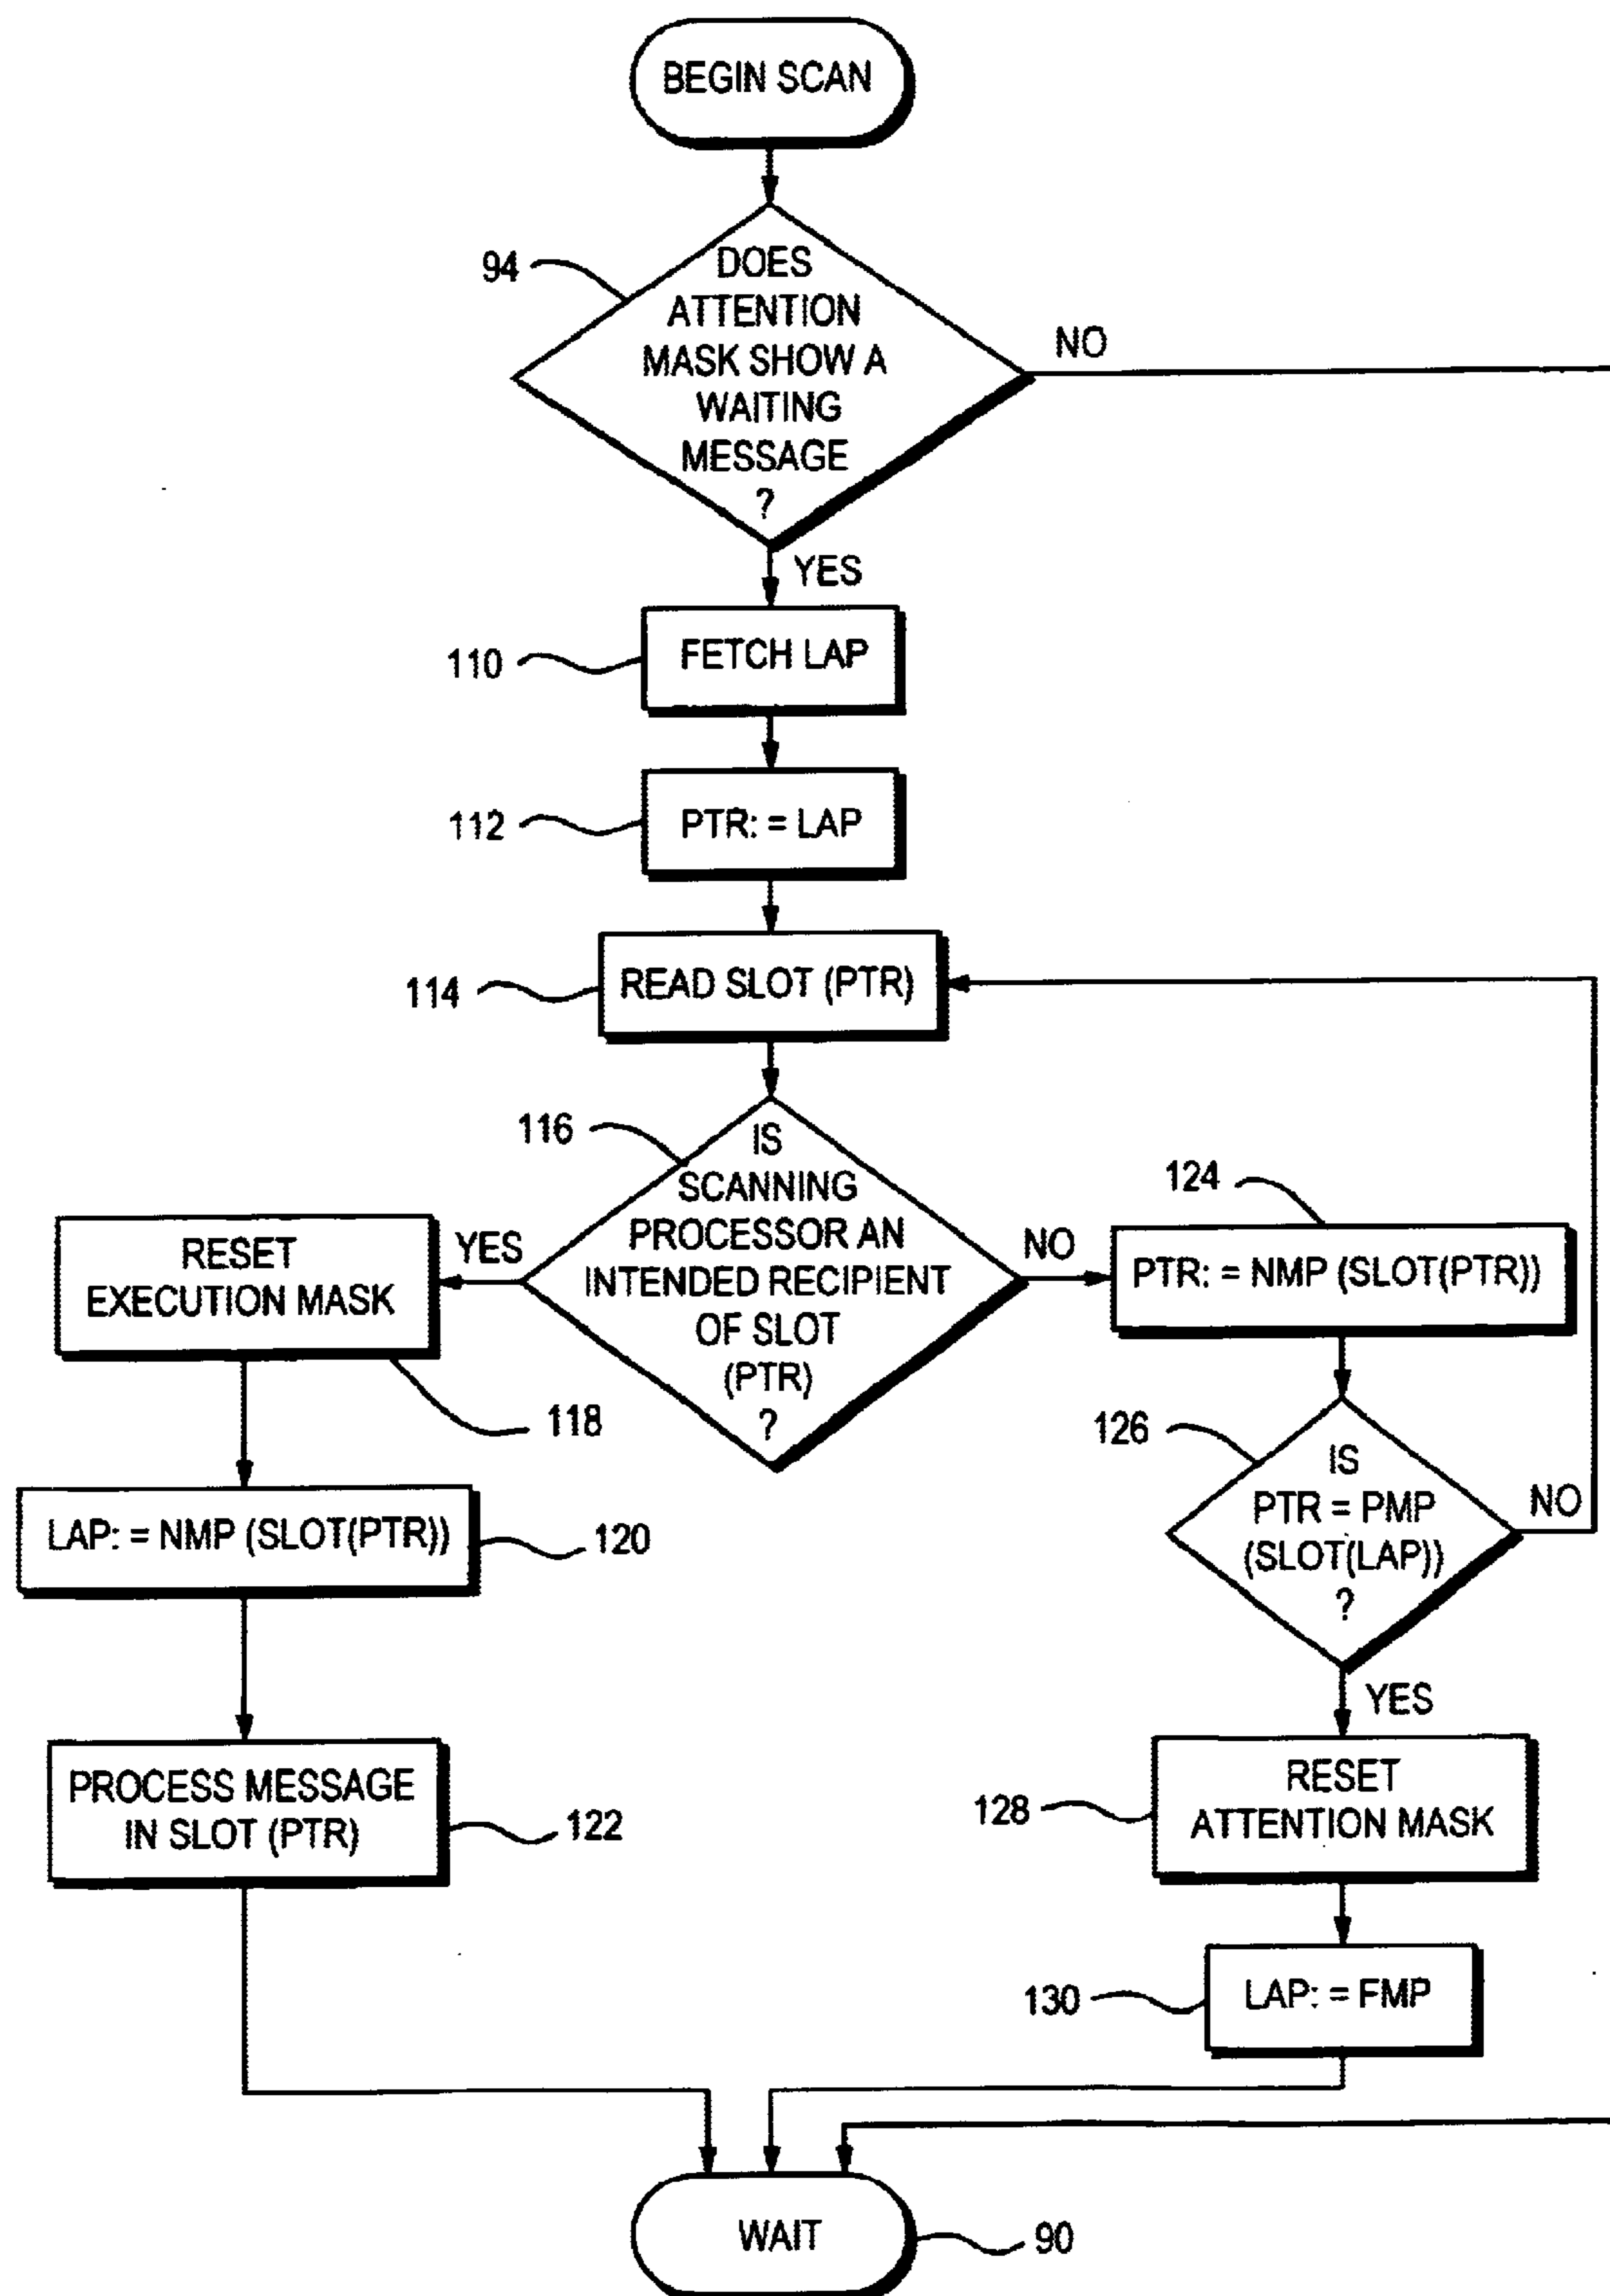 BEGIN SCAN
94
DOES
ATTENTION
MASK SHOW A
WAITING
MESSAGE
?
NO
YES
110
FETCH LAP
112
PTR: = LAP
114
READ SLOT (PTR)
116
IS
SCANNING
PROCESSOR AN
INTENDED RECIPIENT
OF SLOT
(PTR)
?
YES
NO
RESET
EXECUTION MASK
118
LAP: = NMP (SLOT(PTR))
120
PROCESS MESSAGE
IN SLOT (PTR)
122
124
PTR: = NMP (SLOT(PTR))
126
IS
PTR = PMP
(SLOT(LAP))
?
NO
YES
128
RESET
ATTENTION MASK
130
LAP: = FMP
WAIT
90